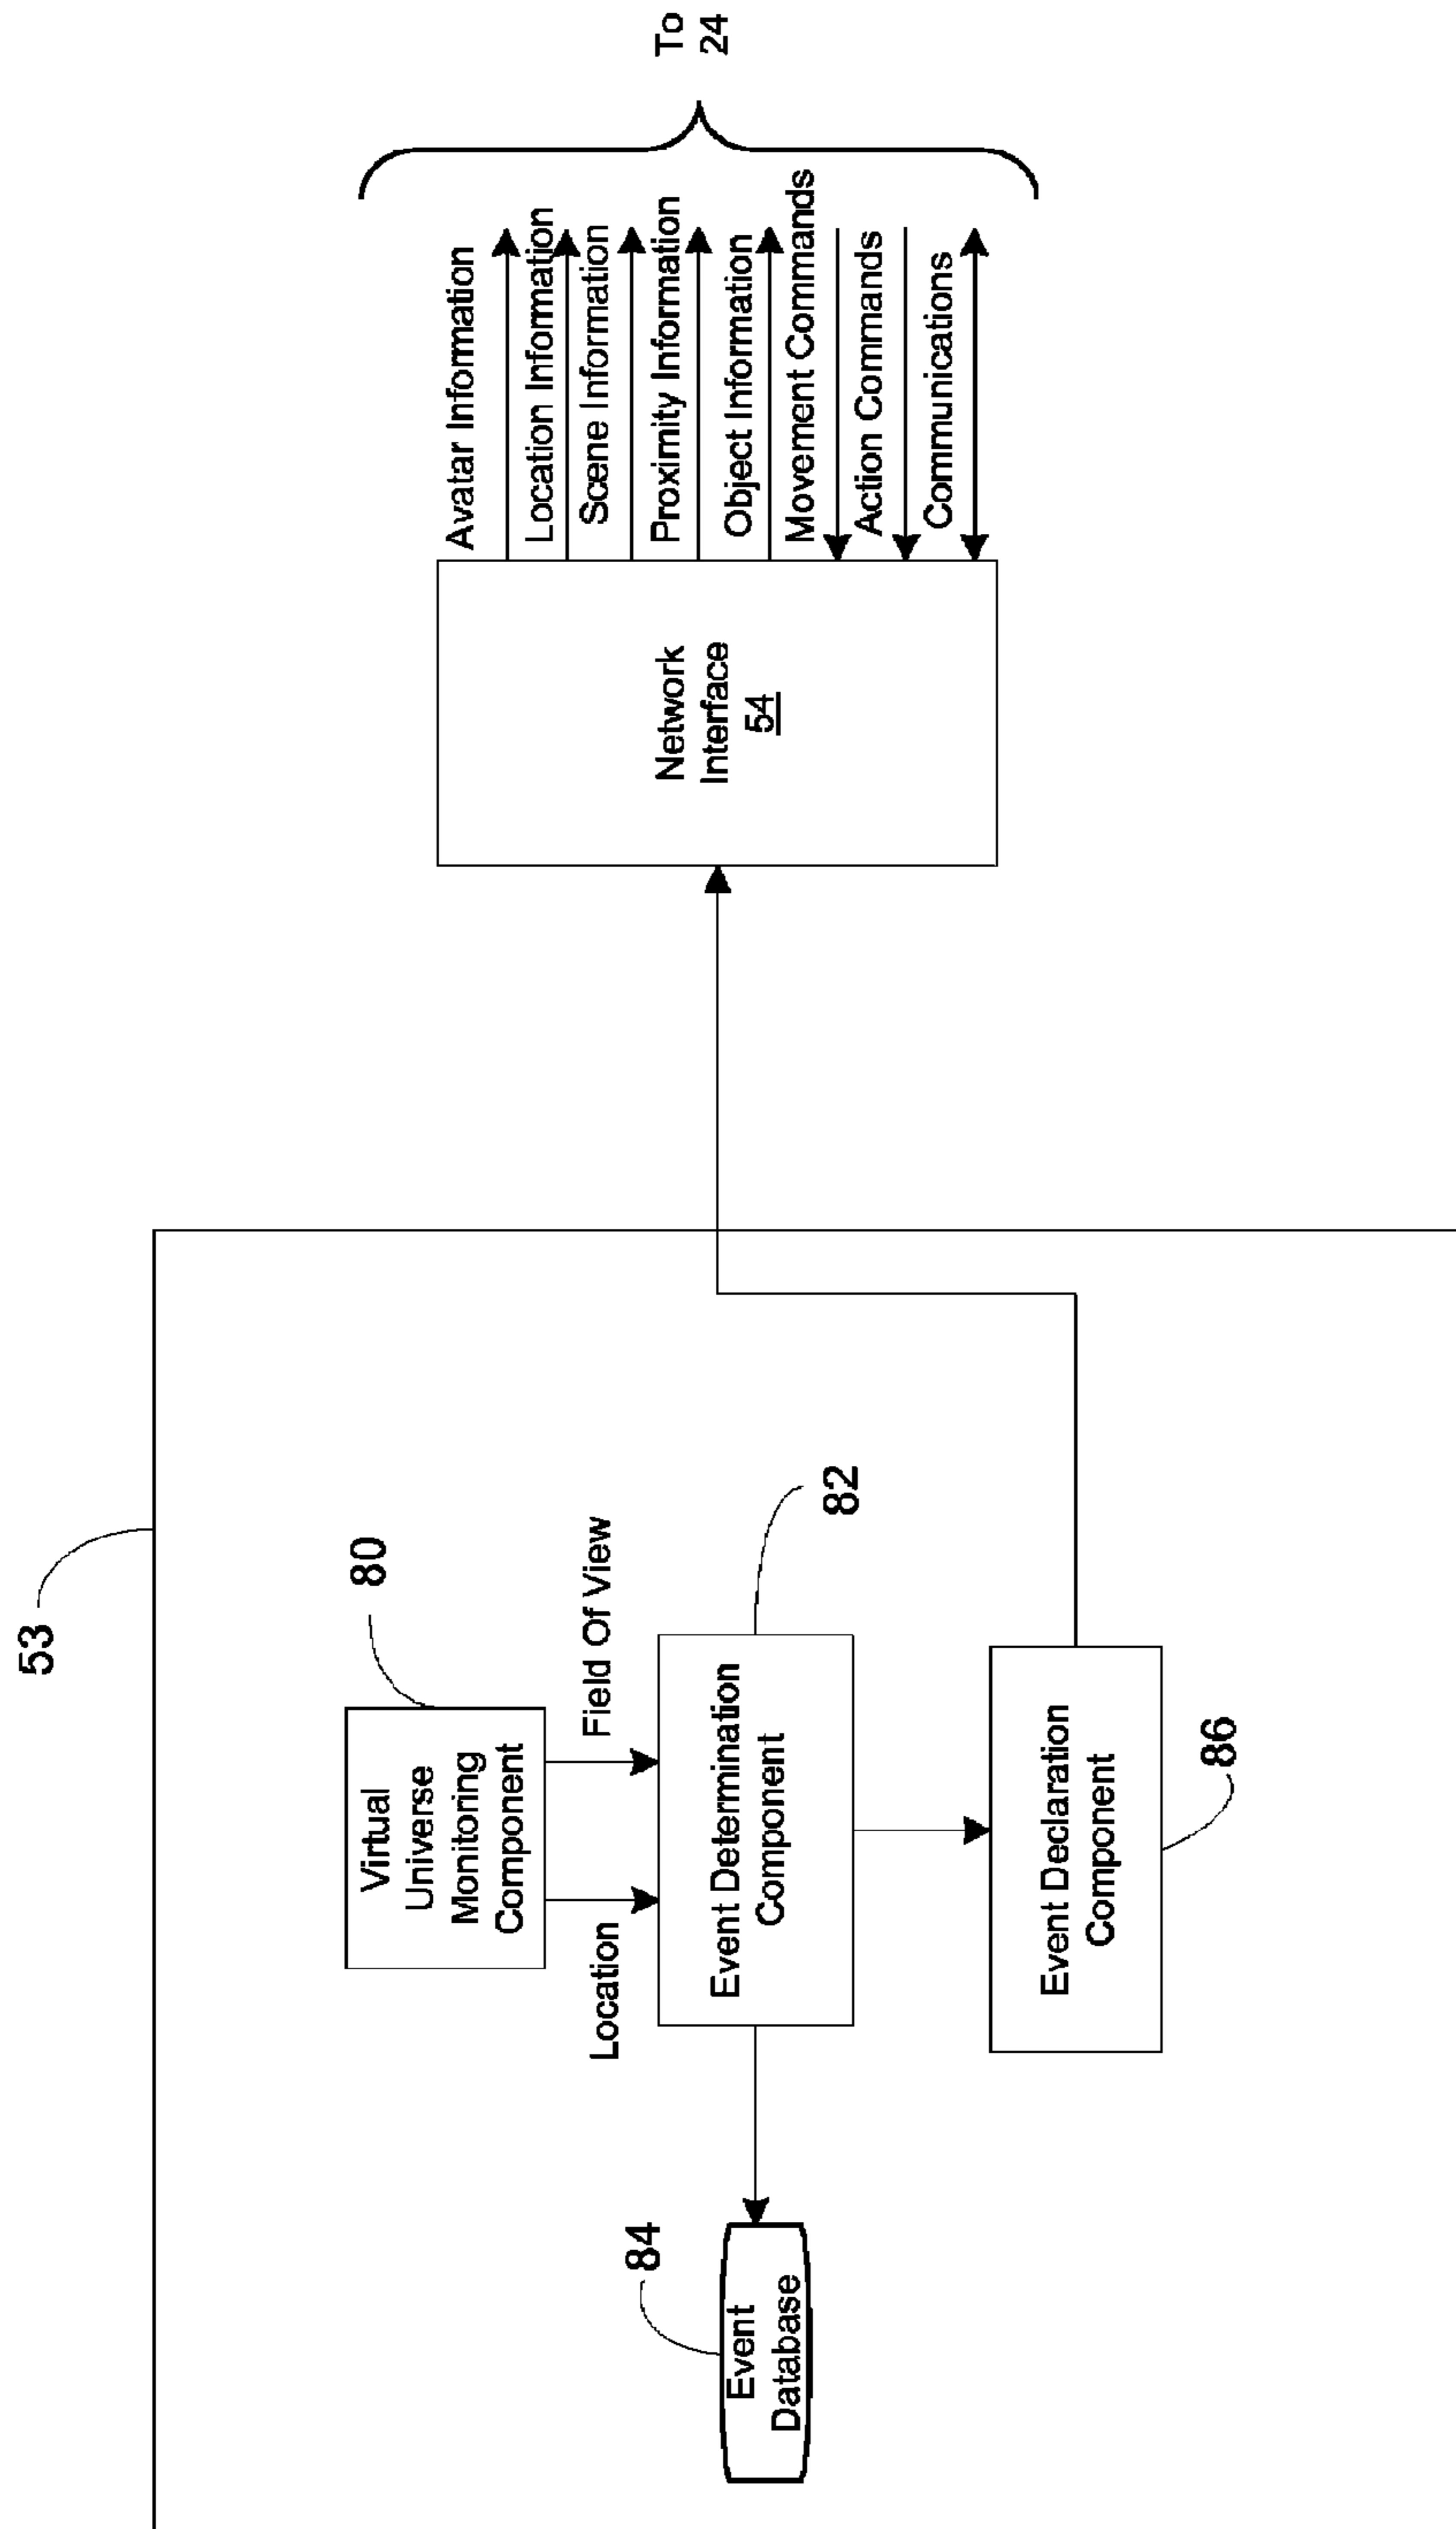 53
80
Virtual
Universe
Monitoring
Component
Location
Field Of View
82
Event Determination
Component
84
Event
Database
Event Declaration
Component
86
Network
Interface
54
Avatar Information
Location Information
Scene Information
Proximity Information
Object Information
Movement Commands
Action Commands
Communications
To
24